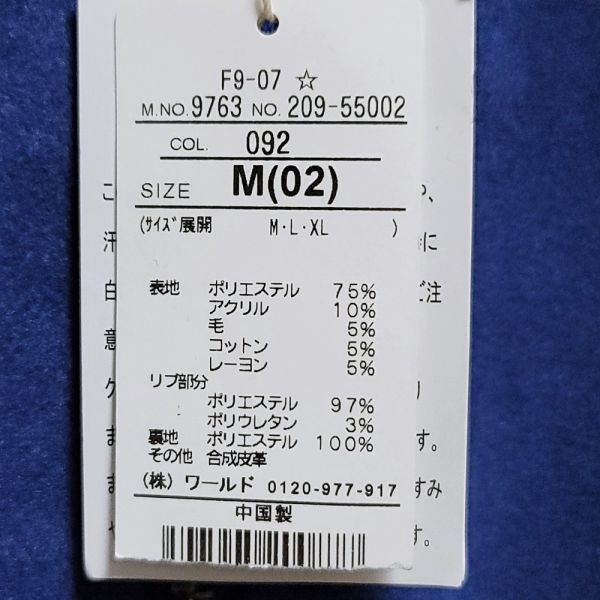 F9-07 ☆
M.NO.9763 NO. 209-55002
COL. 092
SIZE M(02)
(ｻｲｽﾞ展開 M・L・XL )
表地 ポリエステル 75%
アクリル 10%
毛 5%
コットン 5%
レーヨン 5%
リブ部分
ポリエステル 97%
ポリウレタン 3%
裏地 ポリエステル 100%
その他 合成皮革
(株) ワールド 0120-977-917
中国製